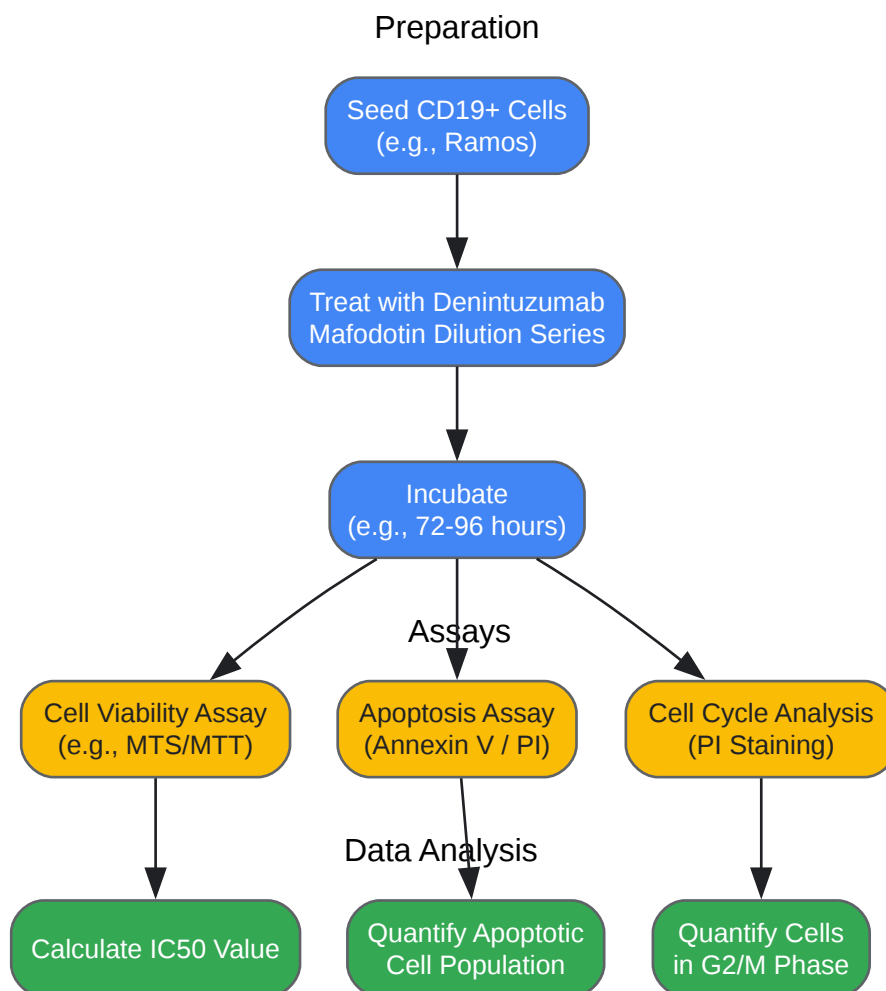 Preparation
Seed CD19+ Cells
(e.g., Ramos)
Treat with Denintuzumab
Mafodotin Dilution Series
Incubate
(e.g., 72-96 hours)
Assays
Cell Viability Assay
(e.g., MTS/MTT)
Apoptosis Assay
(Annexin V / PI)
Cell Cycle Analysis
(PI Staining)
Data Analysis
Calculate IC50 Value
Quantify Apoptotic
Cell Population
Quantify Cells
in G2/M Phase